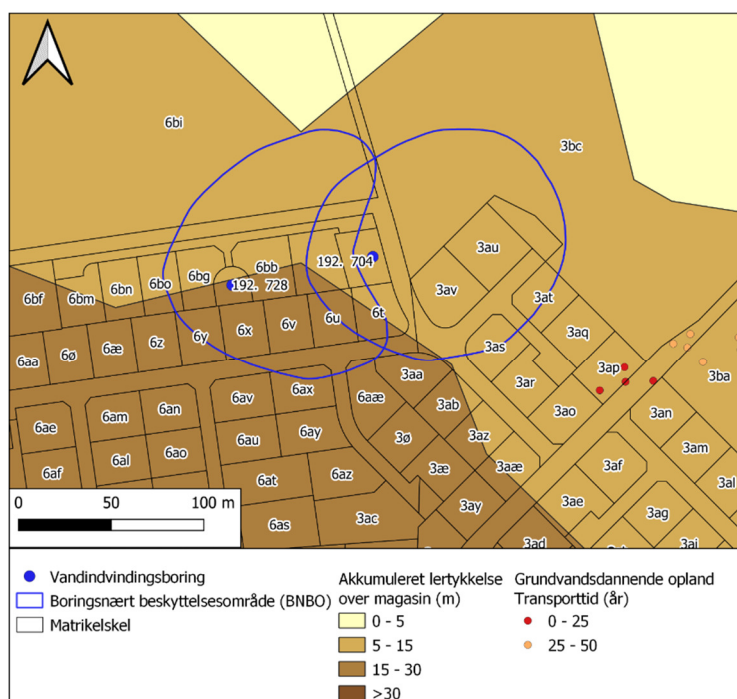 6bi
3bc
3au
6bb
192. 704
6bg
6bo
6bn
192. 728
3av
6bf
6bm
3at
6t
6u
6v
6x
6y
6z
6æ
6ø
6aa
3aq
3as
3ap
3ba
3aa
3ar
6ax
6aæ
6av
3ab
3ao
3an
6an
6am
6ae
3ø
3az
6ay
6au
3am
6ao
6al
6af
3æ
3aæ
3af
3al
6az
6at
3ay
3ae
3ag
3ac
6as
3ad
3ai
0 50 100 m
Vandindvindingsboring
Boringsnært beskyttelsesområde (BNBO)
Matrikelskel
Akkumuleret lertykkelse
over magasin (m)
0 - 5
5 - 15
15 - 30
>30
Grundvandsdannende opland
Transporttid (år)
0 - 25
25 - 50